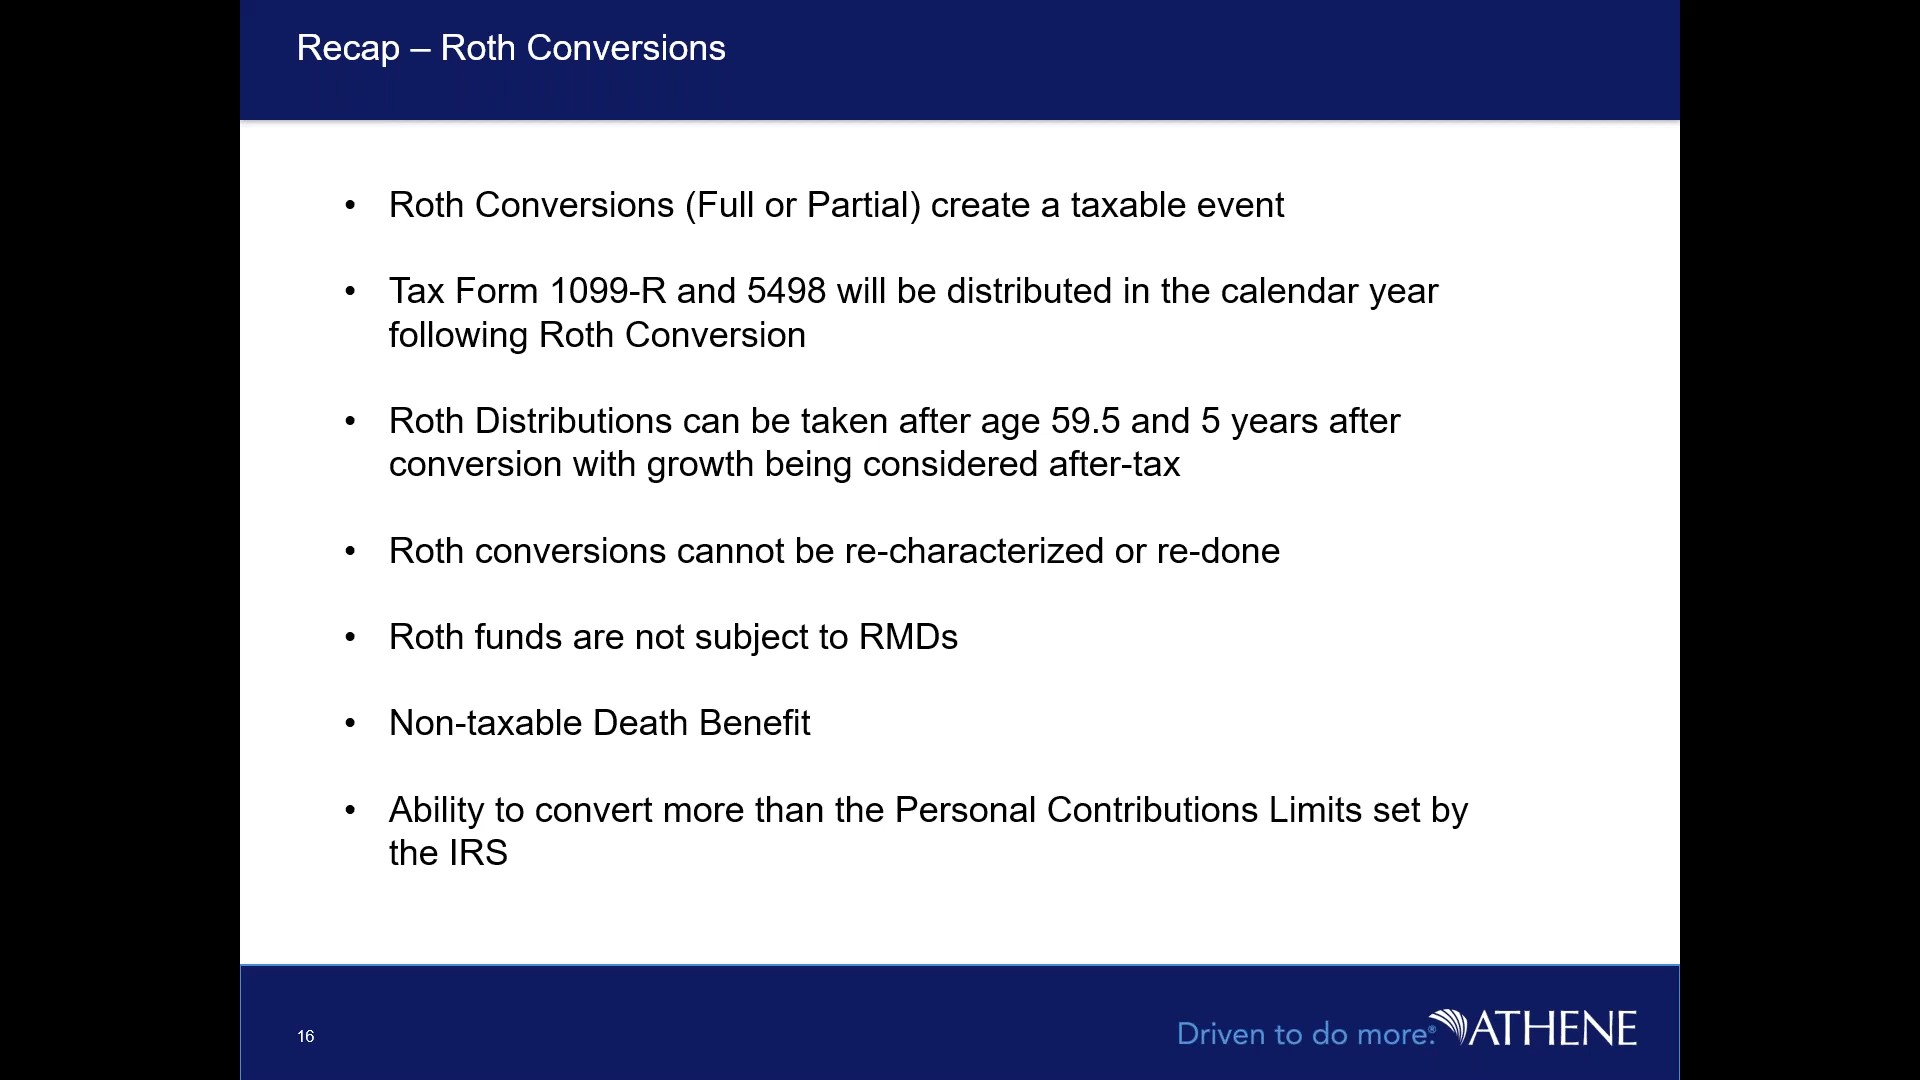 Recap – Roth Conversions
• Roth Conversions (Full or Partial) create a taxable event
• Tax Form 1099-R and 5498 will be distributed in the calendar year
following Roth Conversion
• Roth Distributions can be taken after age 59.5 and 5 years after
conversion with growth being considered after-tax
• Roth conversions cannot be re-characterized or re-done
• Roth funds are not subject to RMDs
• Non-taxable Death Benefit
• Ability to convert more than the Personal Contributions Limits set by
the IRS
16
Driven to do more.® ATHENE